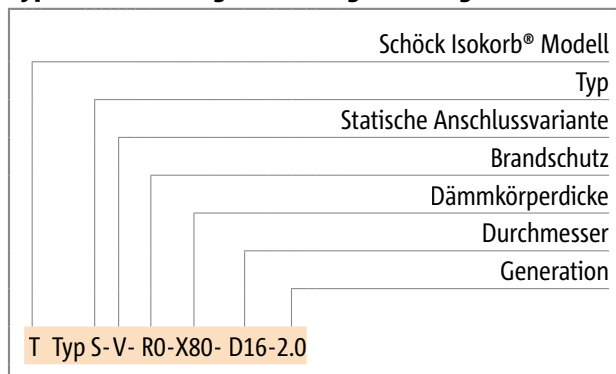 Schöck Isokorb® Modell
Typ
Statische Anschlussvariante
Brandschutz
Dämmkörperdicke
Durchmesser
Generation
T Typ S-V- R0-X80- D16-2.0